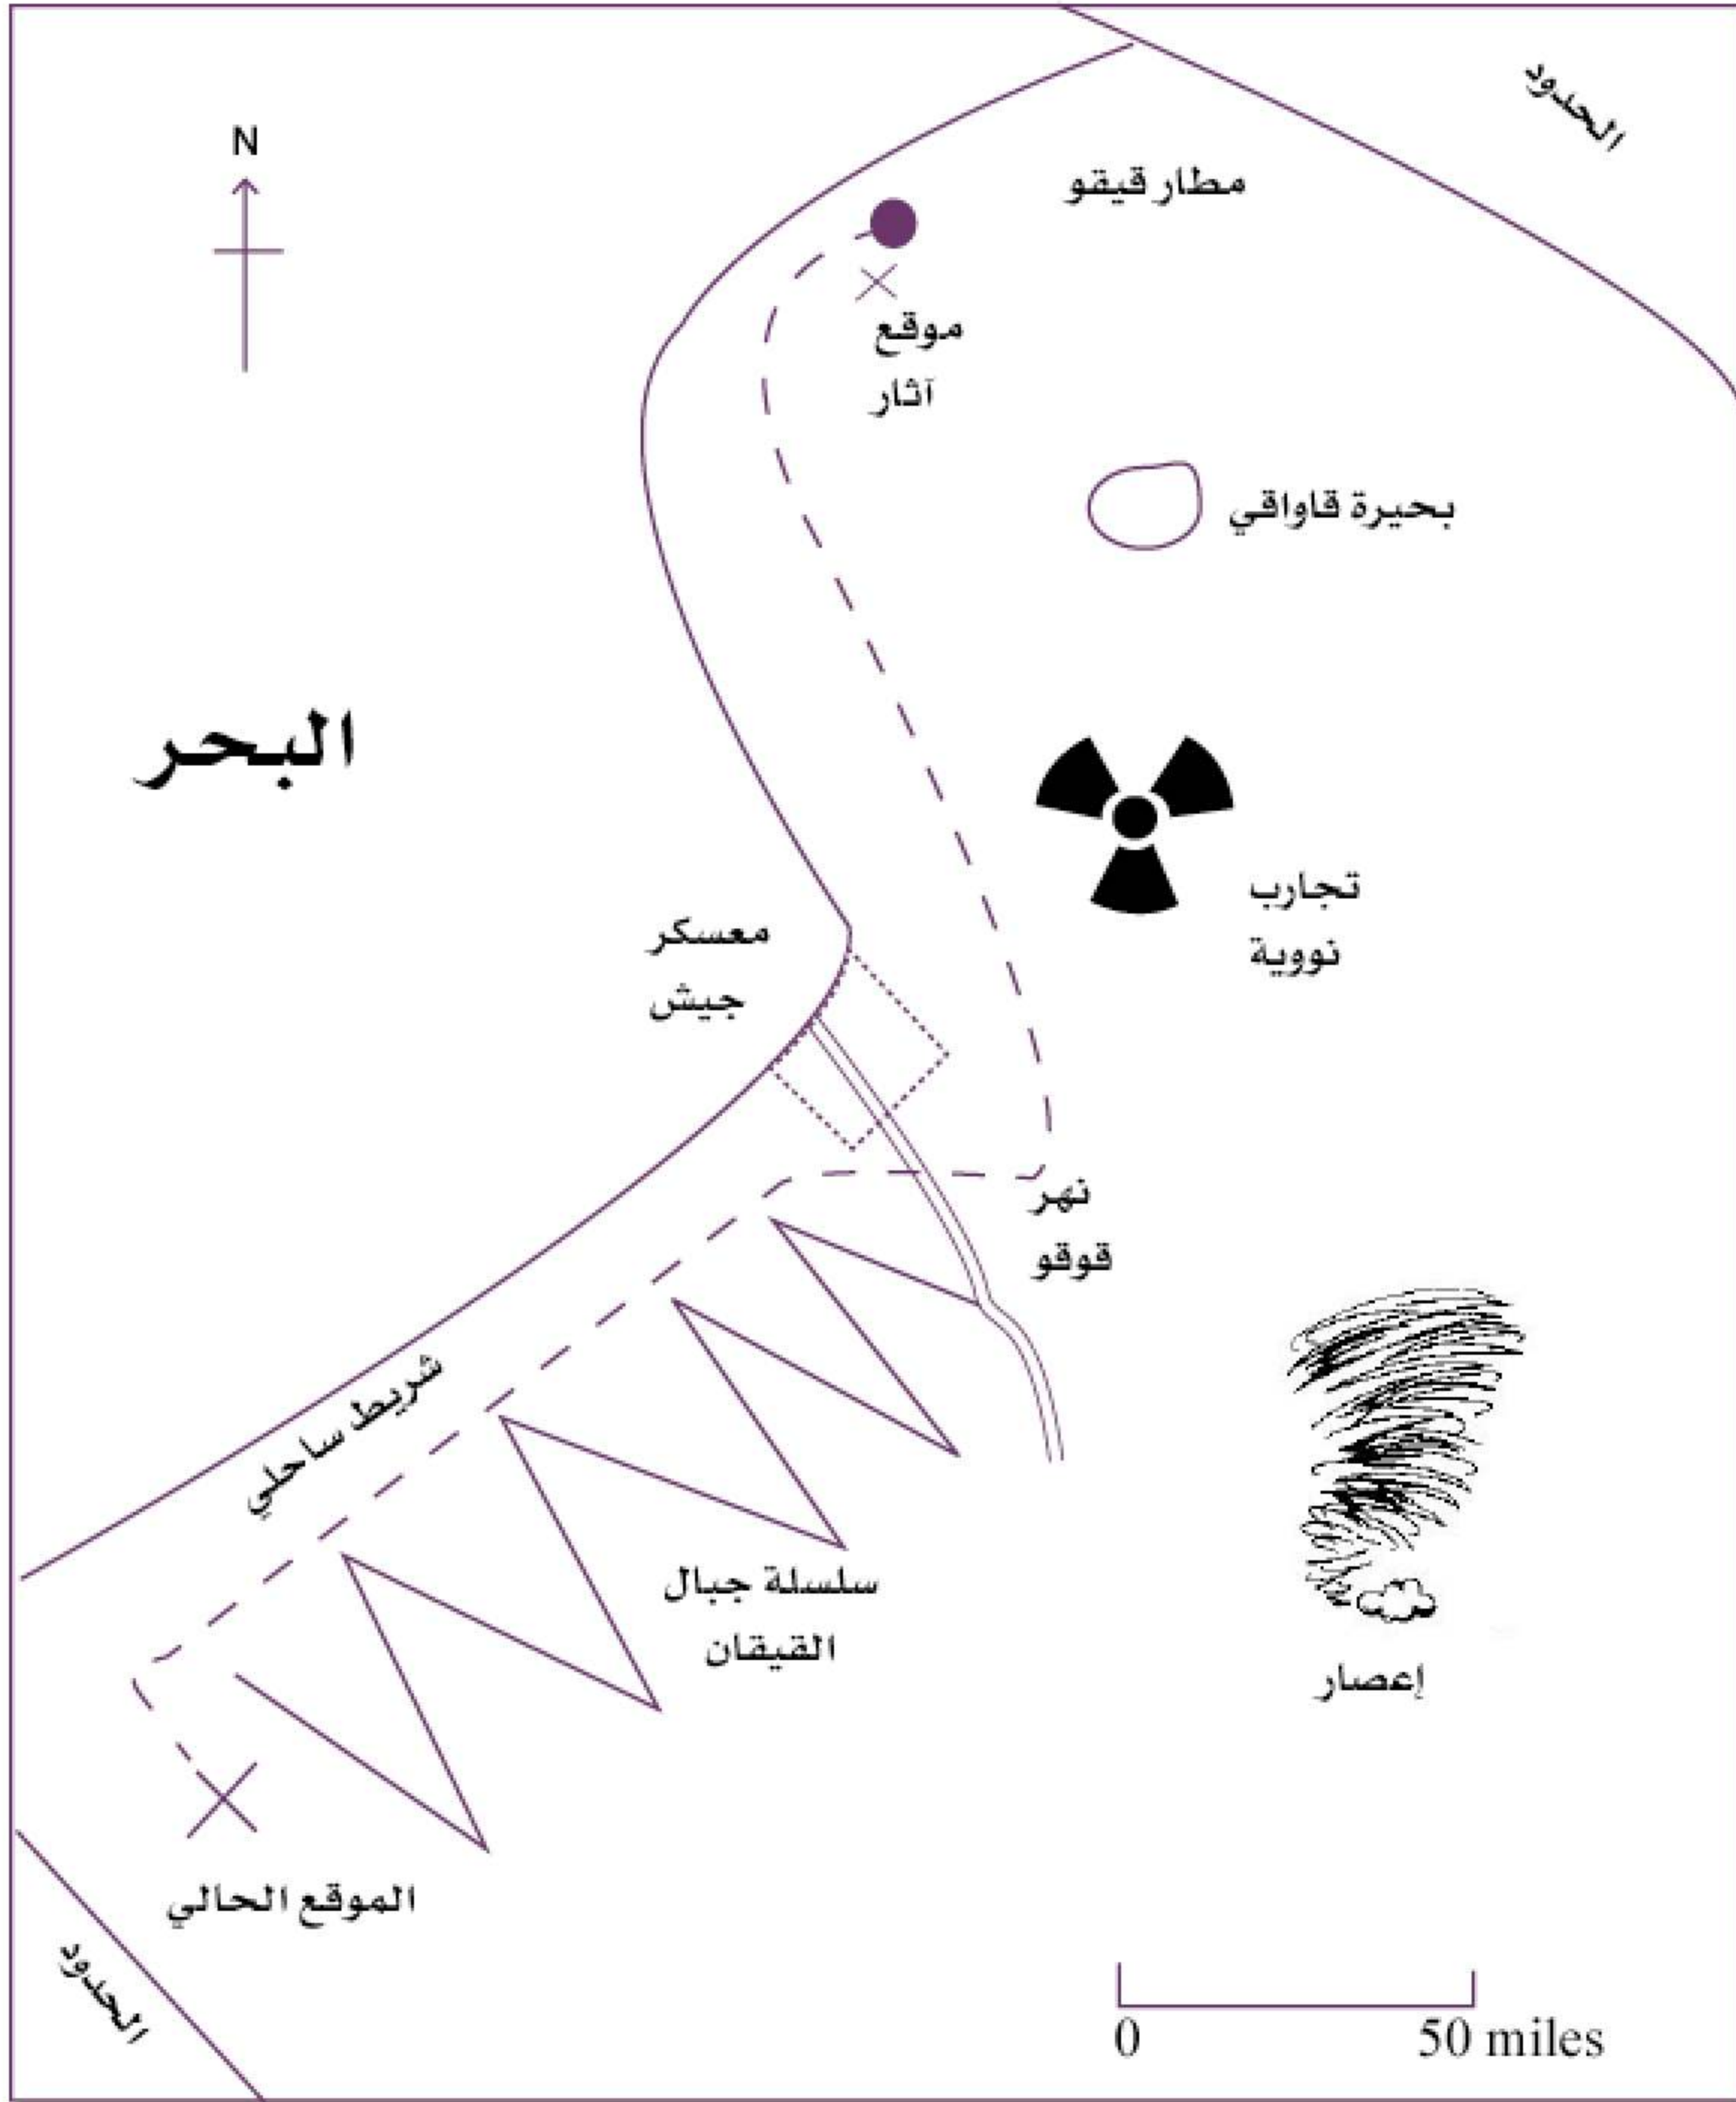 الحدود
N
مطار قيقو
موقع
آثار
بحيرة قاواقي
البحر
تجارب
نووية
معسكر
جيش
نهر
قوقو
شريط ساحلي
سلسلة جبال
القيقان
إعصار
الموقع الحالي
الحدود
0 50 miles